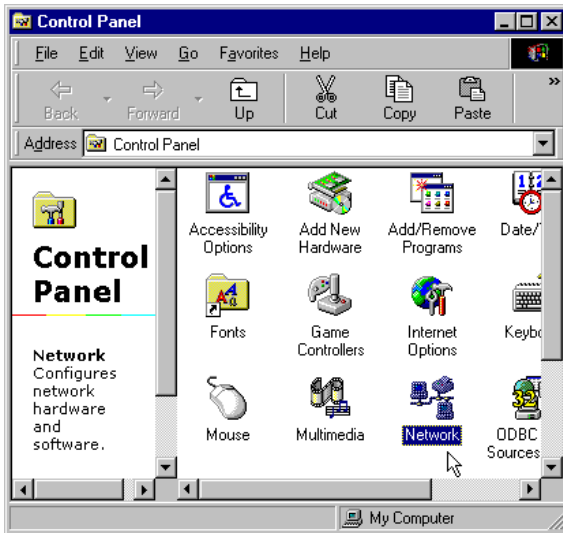 Control Panel
File Edit View Go Favorites Help
Back Forward Up Cut Copy Paste »
Address Control Panel
Control
Panel
Network
Configures
network
hardware
and
software.
Accessibility
Options
Add New
Hardware
Add/Remove
Programs
Date/
Fonts
Game
Controllers
Internet
Options
Keybo
Mouse
Multimedia
Network
ODBC
Sources
My Computer